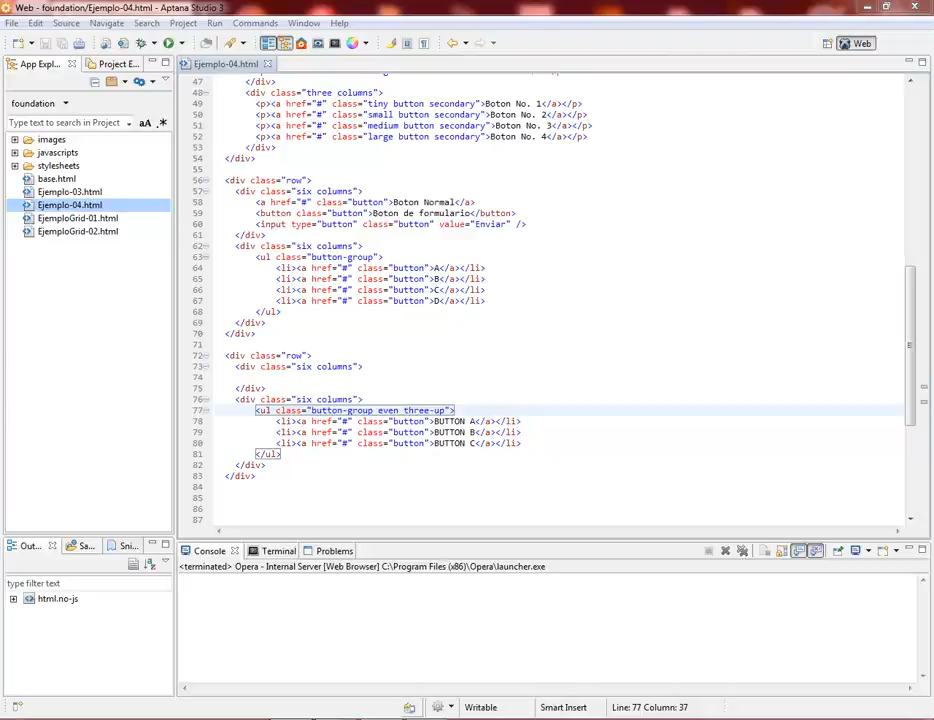 Web - foundation/Ejemplo-04.html - Aptana Studio 3
File Edit Source Navigate Search Project Run Commands Window Help
Web
App Expl...
Project E...
foundation
Type text to search in Project
aA .*
images
javascripts
stylesheets
base.html
Ejemplo-03.html
Ejemplo-04.html
EjemploGrid-01.html
EjemploGrid-02.html
Ejemplo-04.html
47 </div>
48 <div class="three columns">
49 <p><a href="#" class="tiny button secondary">Boton No. 1</a></p>
50 <p><a href="#" class="small button secondary">Boton No. 2</a></p>
51 <p><a href="#" class="medium button secondary">Boton No. 3</a></p>
52 <p><a href="#" class="large button secondary">Boton No. 4</a></p>
53 </div>
54 </div>
55
56 <div class="row">
57 <div class="six columns">
58 <a href="#" class="button">Boton Normal</a>
59 <button class="button">Boton de formulario</button>
60 <input type="button" class="button" value="Enviar" />
61 </div>
62 <div class="six columns">
63 <ul class="button-group">
64 <li><a href="#" class="button">A</a></li>
65 <li><a href="#" class="button">B</a></li>
66 <li><a href="#" class="button">C</a></li>
67 <li><a href="#" class="button">D</a></li>
68 </ul>
69 </div>
70 </div>
71
72 <div class="row">
73 <div class="six columns">
74
75 </div>
76 <div class="six columns">
77 <ul class="button-group even three-up">
78 <li><a href="#" class="button">BUTTON A</a></li>
79 <li><a href="#" class="button">BUTTON B</a></li>
80 <li><a href="#" class="button">BUTTON C</a></li>
81 </ul>
82 </div>
83 </div>
84
85
86
87
Out...
Sa...
Sni...
type filter text
html.no-js
Console
Terminal
Problems
<terminated> Opera - Internal Server [Web Browser] C:\Program Files (x86)\Opera\launcher.exe
Writable
Smart Insert
Line: 77 Column: 37